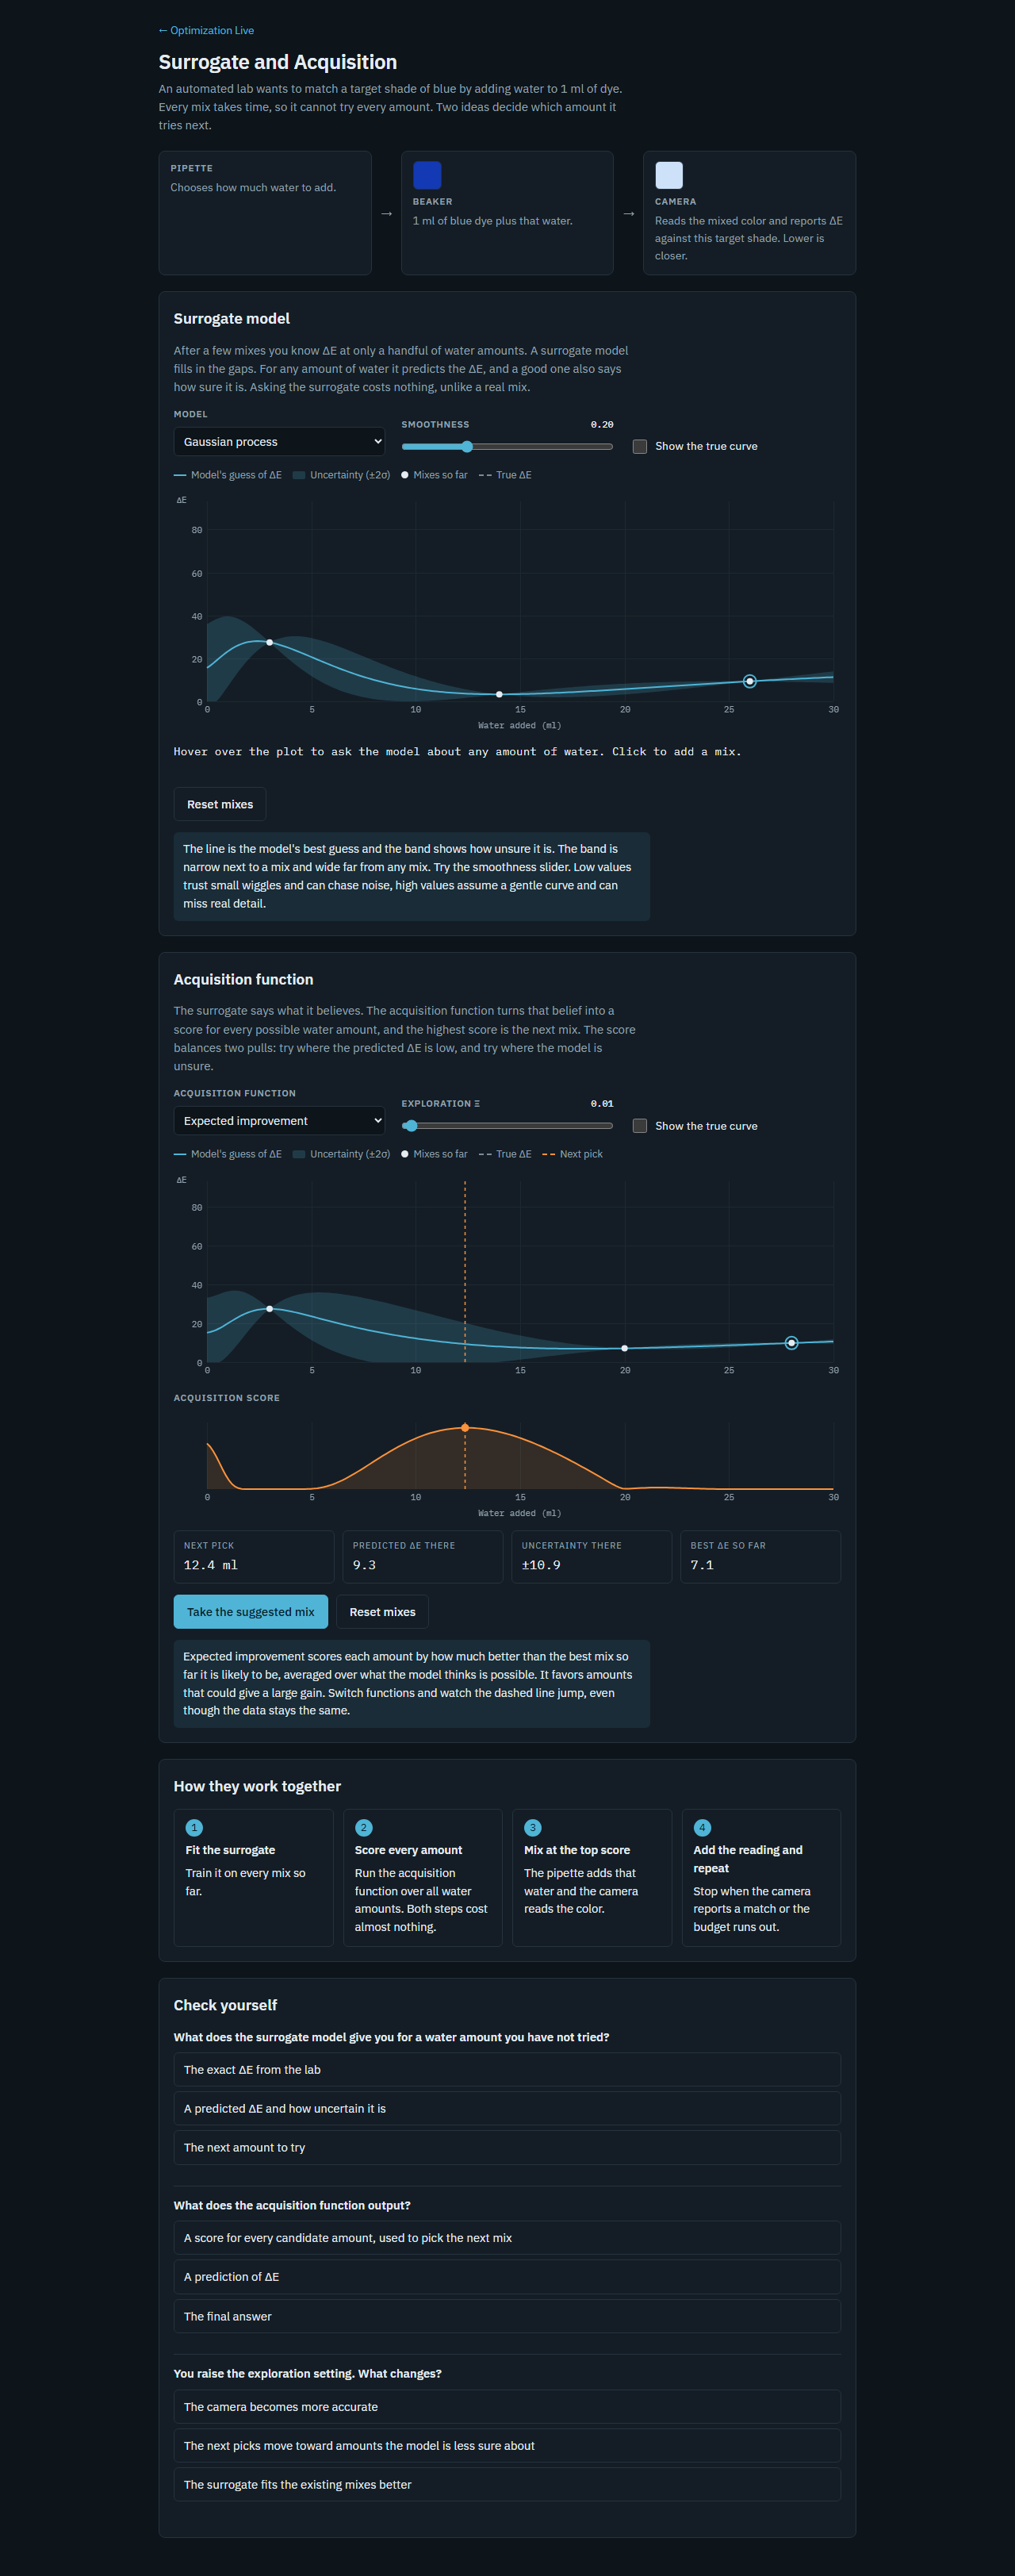 ← Optimization Live
Surrogate and Acquisition
An automated lab wants to match a target shade of blue by adding water to 1 ml of dye.
Every mix takes time, so it cannot try every amount. Two ideas decide which amount it
tries next.
PIPETTE
Chooses how much water to add.
→
BEAKER
1 ml of blue dye plus that water.
→
CAMERA
Reads the mixed color and reports ΔE
against this target shade. Lower is
closer.
Surrogate model
After a few mixes you know ΔE at only a handful of water amounts. A surrogate model
fills in the gaps. For any amount of water it predicts the ΔE, and a good one also says
how sure it is. Asking the surrogate costs nothing, unlike a real mix.
MODEL
Gaussian process
SMOOTHNESS 0.20
Show the true curve
Model's guess of ΔE Uncertainty (±2σ) Mixes so far True ΔE
ΔE
80
60
40
20
0
0 5 10 15 20 25 30
Water added (ml)
Hover over the plot to ask the model about any amount of water. Click to add a mix.
Reset mixes
The line is the model's best guess and the band shows how unsure it is. The band is
narrow next to a mix and wide far from any mix. Try the smoothness slider. Low values
trust small wiggles and can chase noise, high values assume a gentle curve and can
miss real detail.
Acquisition function
The surrogate says what it believes. The acquisition function turns that belief into a
score for every possible water amount, and the highest score is the next mix. The score
balances two pulls: try where the predicted ΔE is low, and try where the model is
unsure.
ACQUISITION FUNCTION
Expected improvement
EXPLORATION Ξ 0.01
Show the true curve
Model's guess of ΔE Uncertainty (±2σ) Mixes so far True ΔE Next pick
ΔE
80
60
40
20
0
0 5 10 15 20 25 30
ACQUISITION SCORE
0 5 10 15 20 25 30
Water added (ml)
NEXT PICK
12.4 ml
PREDICTED ΔE THERE
9.3
UNCERTAINTY THERE
±10.9
BEST ΔE SO FAR
7.1
Take the suggested mix
Reset mixes
Expected improvement scores each amount by how much better than the best mix so
far it is likely to be, averaged over what the model thinks is possible. It favors amounts
that could give a large gain. Switch functions and watch the dashed line jump, even
though the data stays the same.
How they work together
1
Fit the surrogate
Train it on every mix so
far.
2
Score every amount
Run the acquisition
function over all water
amounts. Both steps cost
almost nothing.
3
Mix at the top score
The pipette adds that
water and the camera
reads the color.
4
Add the reading and
repeat
Stop when the camera
reports a match or the
budget runs out.
Check yourself
What does the surrogate model give you for a water amount you have not tried?
The exact ΔE from the lab
A predicted ΔE and how uncertain it is
The next amount to try
What does the acquisition function output?
A score for every candidate amount, used to pick the next mix
A prediction of ΔE
The final answer
You raise the exploration setting. What changes?
The camera becomes more accurate
The next picks move toward amounts the model is less sure about
The surrogate fits the existing mixes better